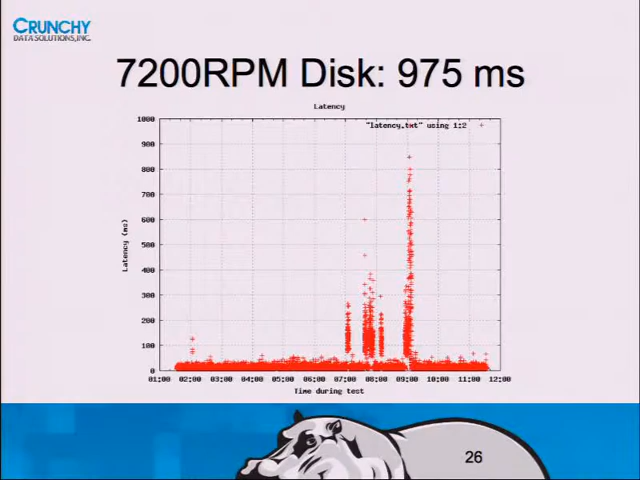 CRUNCHY
DATA SOLUTIONS, INC.
7200RPM Disk: 975 ms
Latency
"latency.txt" using 1:2
1000
900
800
700
600
500
400
300
200
100
0
Latency (ms)
01:00 02:00 03:00 04:00 05:00 06:00 07:00 08:00 09:00 10:00 11:00 12:00
Time during test
26